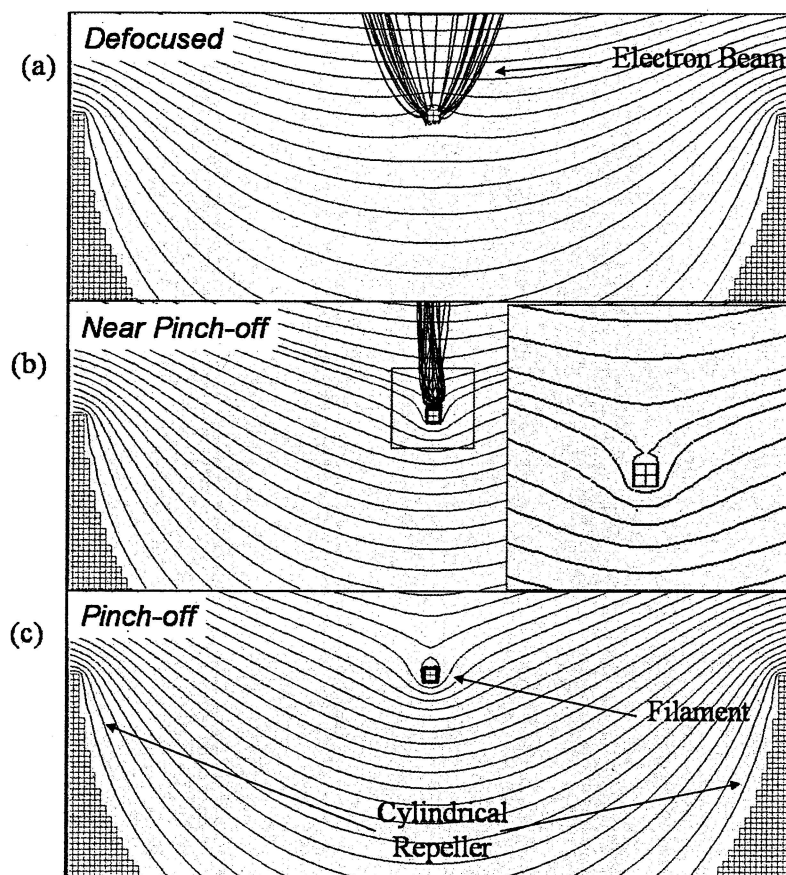 (a)
Defocused
Electron Beam
(b)
Near Pinch-off
(c)
Pinch-off
Filament
Cylindrical
Repeller